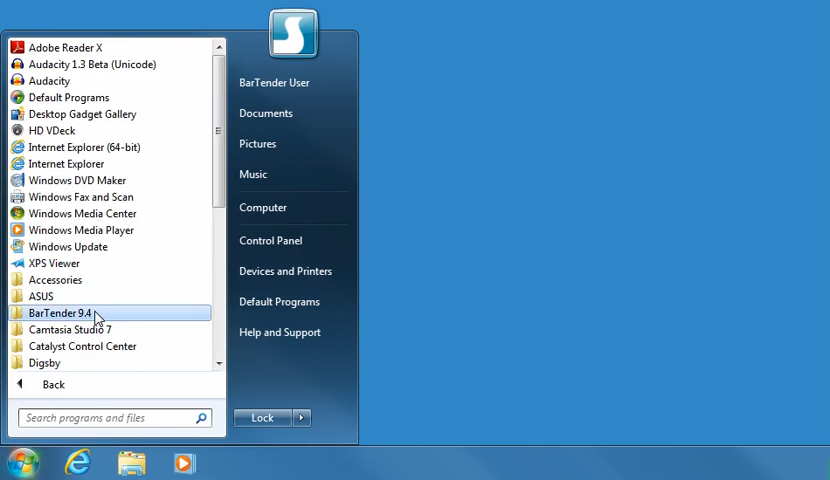 Adobe Reader X
Audacity 1.3 Beta (Unicode)
Audacity
Default Programs
Desktop Gadget Gallery
HD VDeck
Internet Explorer (64-bit)
Internet Explorer
Windows DVD Maker
Windows Fax and Scan
Windows Media Center
Windows Media Player
Windows Update
XPS Viewer
Accessories
ASUS
BarTender 9.4
Camtasia Studio 7
Catalyst Control Center
Digsby
Back
Search programs and files
BarTender User
Documents
Pictures
Music
Computer
Control Panel
Devices and Printers
Default Programs
Help and Support
Lock